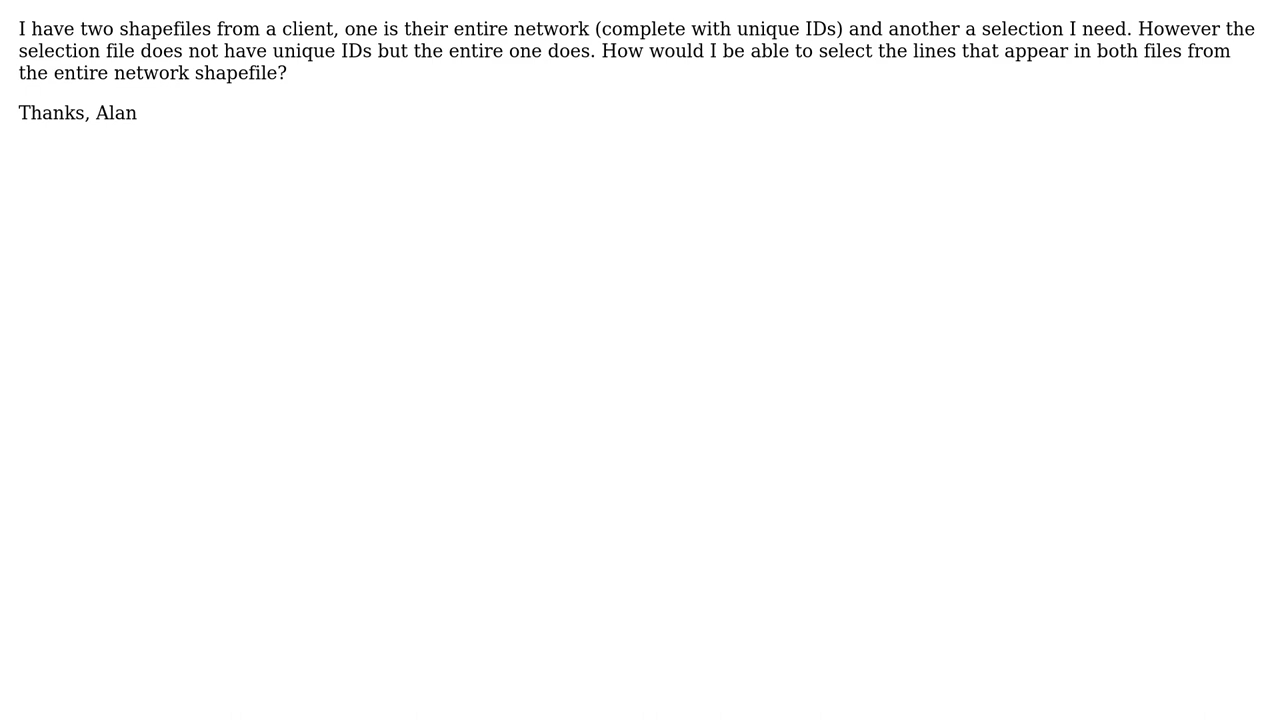 I have two shapefiles from a client, one is their entire network (complete with unique IDs) and another a selection I need. However the
selection file does not have unique IDs but the entire one does. How would I be able to select the lines that appear in both files from
the entire network shapefile?
Thanks, Alan